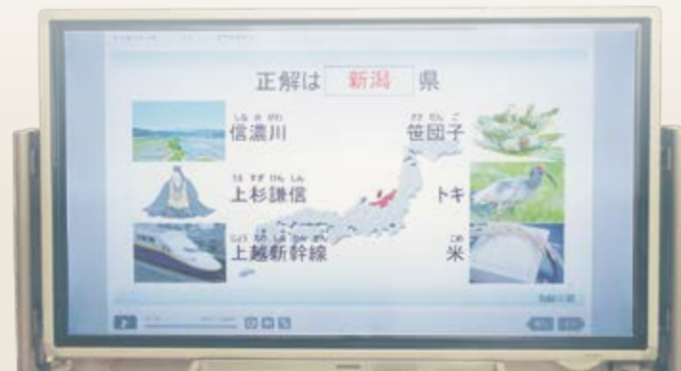 正解は 新潟 県
しなのがわ
信濃川
うえすぎけんしん
上杉謙信
じょうえつしんかんせん
上越新幹線
ささだんご
笹団子
トキ
こめ
米